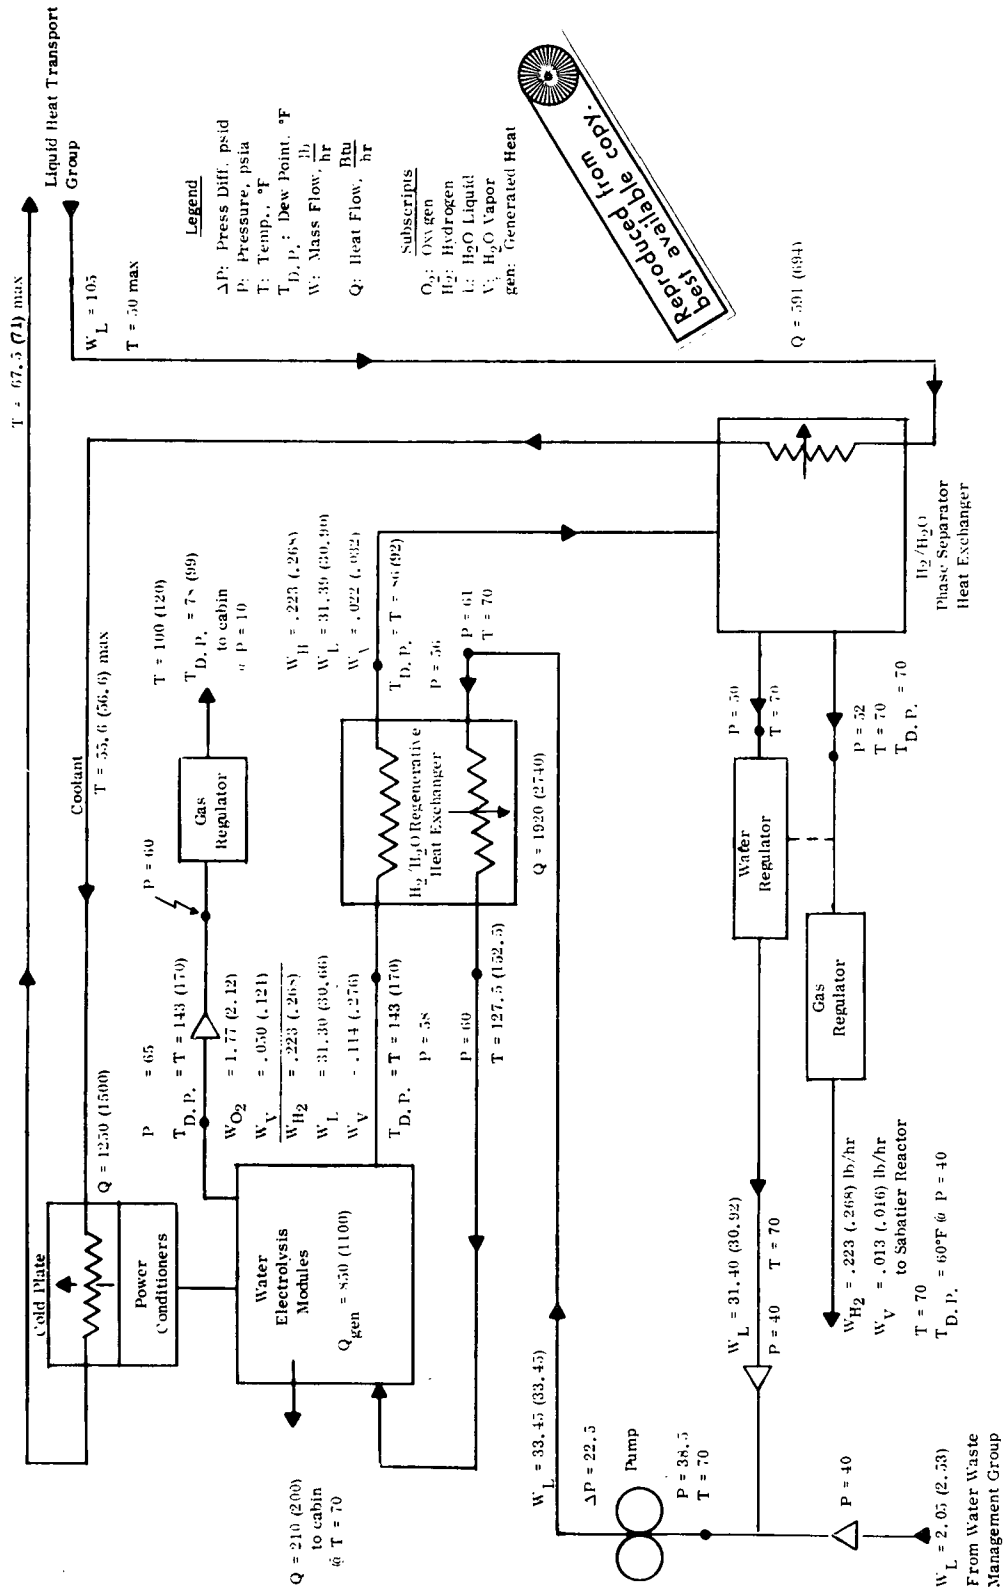 T = 67.5 (71) max
Liquid Heat Transport
Group
W_L = 105
T = 50 max
Legend
ΔP: Press Diff. psid
P: Pressure, psia
T: Temp., °F
T_D.P.: Dew Point. °F
W: Mass Flow, lb/hr
Q: Heat Flow, Btu/hr
Subscripts
O₂: Oxygen
H₂: Hydrogen
L: H₂O Liquid
V: H₂O Vapor
gen: Generated Heat
Reproduced from
best available copy.
Coolant
T = 55.6 (56.6) max
Q = 591 (694)
H₂/H₂O
Phase Separator
Heat Exchanger
Cold Plate
Power
Conditioners
Q = 1250 (1500)
P = 65
T_D.P. = T = 143 (170)
W_O₂ = 1.77 (2.12)
W_V = .050 (.121)
P = 60
Gas
Regulator
T = 100 (120)
T_D.P. = 78 (99)
to cabin
@ P = 10
Water
Electrolysis
Modules
Q_gen = 850 (1100)
Q = 210 (200)
to cabin
@ T = 70
W_H₂ = .223 (.268)
W_L = 31.30 (30.66)
W_V = .114 (.276)
T_D.P. = T = 143 (170)
P = 58
H₂/H₂O Regenerative
Heat Exchanger
Q = 1920 (2740)
W_H = .223 (.268)
W_L = 31.39 (30.90)
W_V = .022 (.032)
T_D.P. = T = 86 (92)
P = 56
P = 61
T = 70
P = 60
T = 127.5 (152.5)
P = 50
T = 70
Water
Regulator
P = 52
T = 70
T_D.P. = 70
Gas
Regulator
W_L = 31.40 (30.92)
P = 40 T = 70
W_H₂ = .223 (.268) lb/hr
W_V = .013 (.016) lb/hr
to Sabatier Reactor
T = 70
T_D.P. = 60°F @ P = 40
W_L = 33.45 (33.45)
ΔP = 22.5
Pump
P = 38.5
T = 70
P = 40
W_L = 2.05 (2.53)
From Water Waste
Management Group